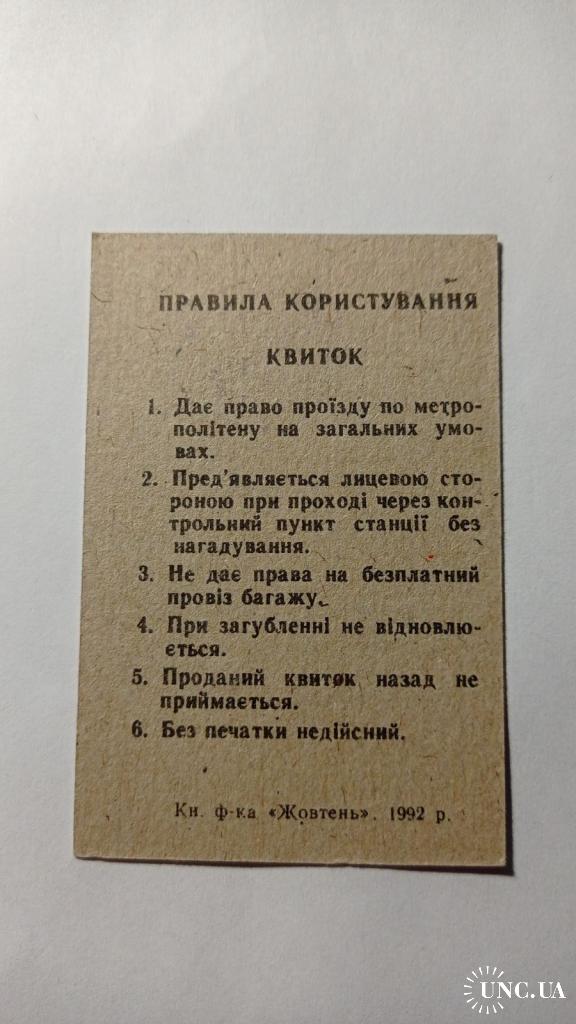 ПРАВИЛА КОРИСТУВАННЯ
КВИТОК
1. Дає право проїзду по метро-
політену на загальних умо-
вах.
2. Пред'являється лицевою сто-
роною при проході через кон-
трольний пункт станції без
нагадування.
3. Не дає права на безплатний
провіз багажу.
4. При загубленні не відновлю-
ється.
5. Проданий квиток назад не
приймається.
6. Без печатки недійсний.
Кн. ф-ка «Жовтень». 1992 р.
UNC.UA